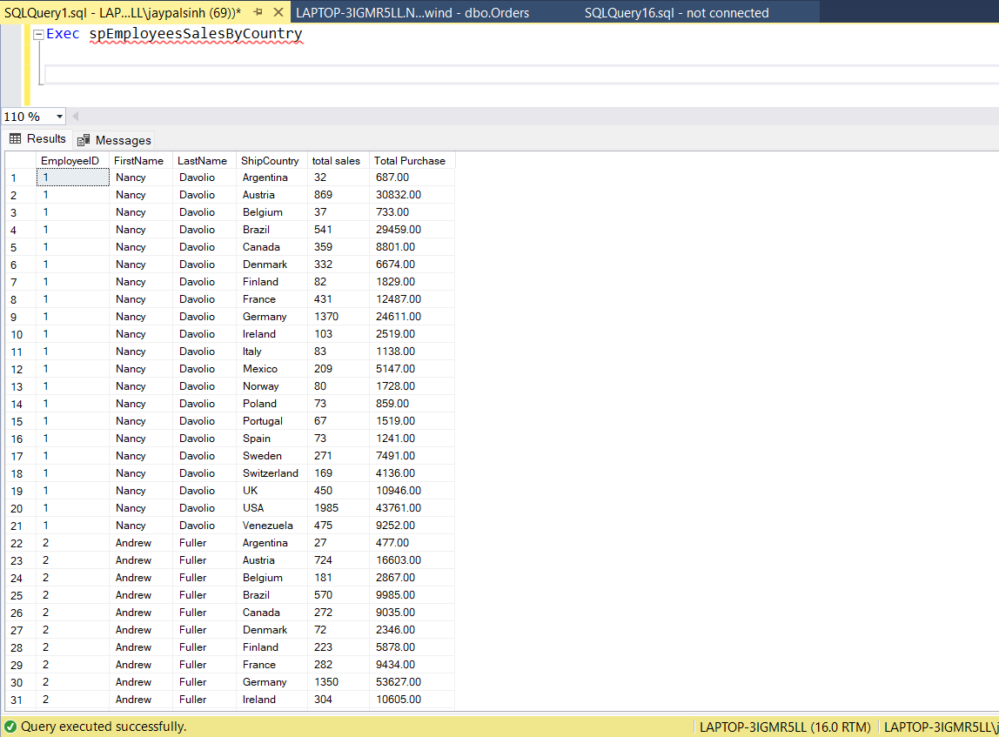 SQLQuery1.sql - LAP...LL\jaypalsinh (69))* LAPTOP-3IGMR5LL.N...wind - dbo.Orders SQLQuery16.sql - not connected
Exec spEmployeesSalesByCountry
110 %
Results Messages
EmployeeID FirstName LastName ShipCountry total sales Total Purchase
1 1 Nancy Davolio Argentina 32 687.00
2 1 Nancy Davolio Austria 869 30832.00
3 1 Nancy Davolio Belgium 37 733.00
4 1 Nancy Davolio Brazil 541 29459.00
5 1 Nancy Davolio Canada 359 8801.00
6 1 Nancy Davolio Denmark 332 6674.00
7 1 Nancy Davolio Finland 82 1829.00
8 1 Nancy Davolio France 431 12487.00
9 1 Nancy Davolio Germany 1370 24611.00
10 1 Nancy Davolio Ireland 103 2519.00
11 1 Nancy Davolio Italy 83 1138.00
12 1 Nancy Davolio Mexico 209 5147.00
13 1 Nancy Davolio Norway 80 1728.00
14 1 Nancy Davolio Poland 73 859.00
15 1 Nancy Davolio Portugal 67 1519.00
16 1 Nancy Davolio Spain 73 1241.00
17 1 Nancy Davolio Sweden 271 7491.00
18 1 Nancy Davolio Switzerland 169 4136.00
19 1 Nancy Davolio UK 450 10946.00
20 1 Nancy Davolio USA 1985 43761.00
21 1 Nancy Davolio Venezuela 475 9252.00
22 2 Andrew Fuller Argentina 27 477.00
23 2 Andrew Fuller Austria 724 16603.00
24 2 Andrew Fuller Belgium 181 2867.00
25 2 Andrew Fuller Brazil 570 9985.00
26 2 Andrew Fuller Canada 272 9035.00
27 2 Andrew Fuller Denmark 72 2346.00
28 2 Andrew Fuller Finland 223 5878.00
29 2 Andrew Fuller France 282 9434.00
30 2 Andrew Fuller Germany 1350 53627.00
31 2 Andrew Fuller Ireland 304 10605.00
Query executed successfully. LAPTOP-3IGMR5LL (16.0 RTM) LAPTOP-3IGMR5LL\j